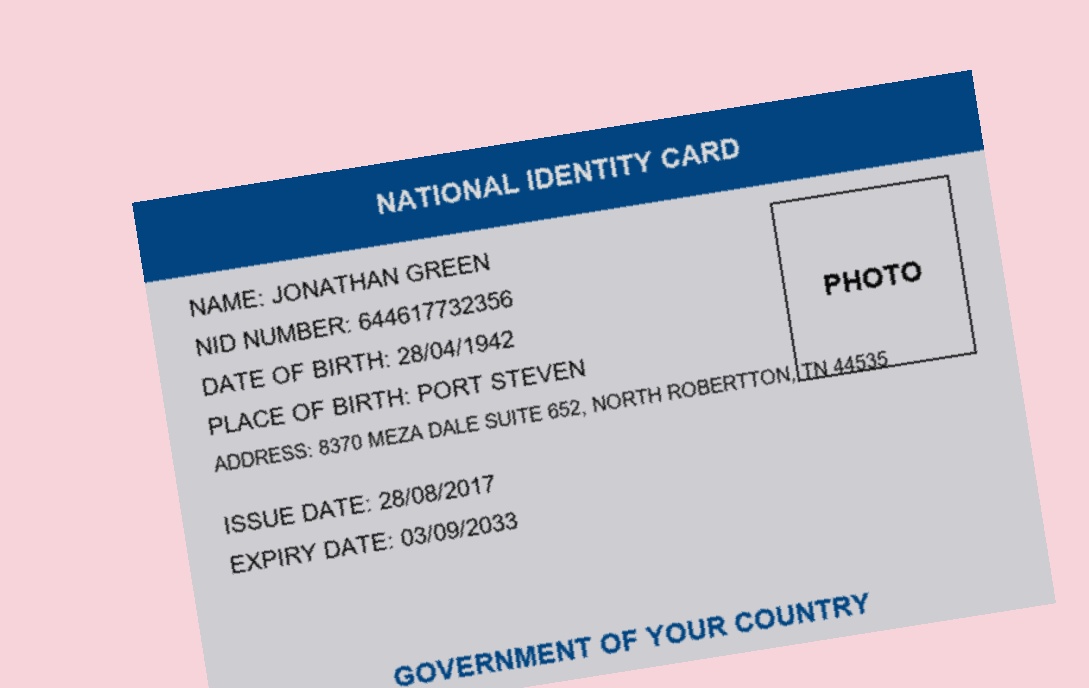 NATIONAL IDENTITY CARD
PHOTO
NAME: JONATHAN GREEN
NID NUMBER: 644617732356
DATE OF BIRTH: 28/04/1942
PLACE OF BIRTH: PORT STEVEN
ADDRESS: 8370 MEZA DALE SUITE 652, NORTH ROBERTTON, TN 44535
ISSUE DATE: 28/08/2017
EXPIRY DATE: 03/09/2033
GOVERNMENT OF YOUR COUNTRY